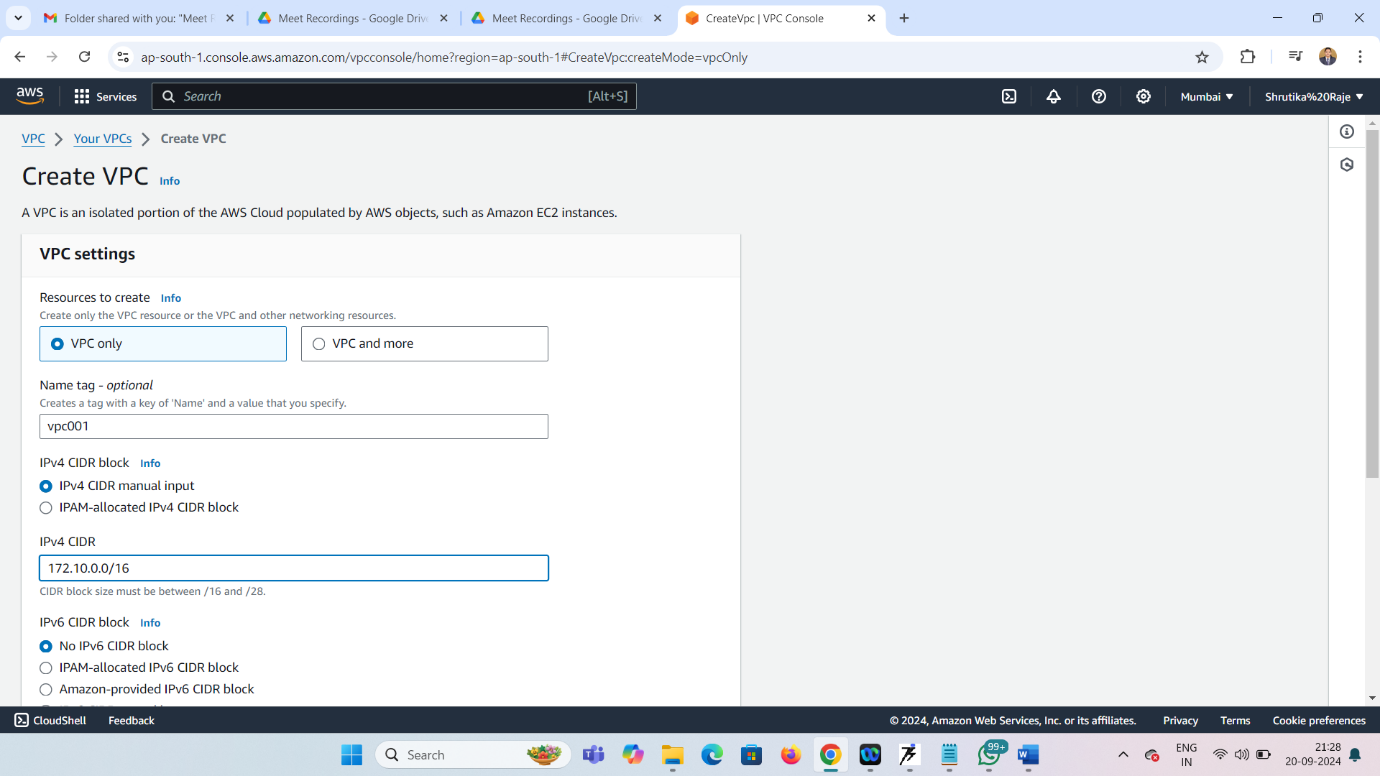 Folder shared with you: "Meet R
Meet Recordings - Google Drive
Meet Recordings - Google Drive
CreateVpc | VPC Console
ap-south-1.console.aws.amazon.com/vpcconsole/home?region=ap-south-1#CreateVpc:createMode=vpcOnly
aws
Services
Search
[Alt+S]
Mumbai
Shrutika%20Raje
VPC
Your VPCs
Create VPC
Create VPC Info
A VPC is an isolated portion of the AWS Cloud populated by AWS objects, such as Amazon EC2 instances.
VPC settings
Resources to create Info
Create only the VPC resource or the VPC and other networking resources.
VPC only
VPC and more
Name tag - optional
Creates a tag with a key of 'Name' and a value that you specify.
vpc001
IPv4 CIDR block Info
IPv4 CIDR manual input
IPAM-allocated IPv4 CIDR block
IPv4 CIDR
172.10.0.0/16
CIDR block size must be between /16 and /28.
IPv6 CIDR block Info
No IPv6 CIDR block
IPAM-allocated IPv6 CIDR block
Amazon-provided IPv6 CIDR block
CloudShell
Feedback
© 2024, Amazon Web Services, Inc. or its affiliates.
Privacy
Terms
Cookie preferences
Search
99+
ENG
IN
21:28
20-09-2024